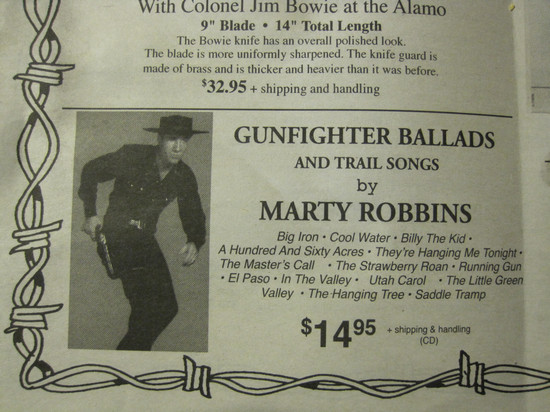 With Colonel Jim Bowie at the Alamo
9" Blade • 14" Total Length
The Bowie knife has an overall polished look.
The blade is more uniformly sharpened. The knife guard is
made of brass and is thicker and heavier than it was before.
$32.95 + shipping and handling
GUNFIGHTER BALLADS
AND TRAIL SONGS
by
MARTY ROBBINS
Big Iron • Cool Water • Billy The Kid •
A Hundred And Sixty Acres • They're Hanging Me Tonight •
The Master's Call • The Strawberry Roan • Running Gun
• El Paso • In The Valley • Utah Carol • The Little Green
Valley • The Hanging Tree • Saddle Tramp
$14.95 + shipping & handling
(CD)